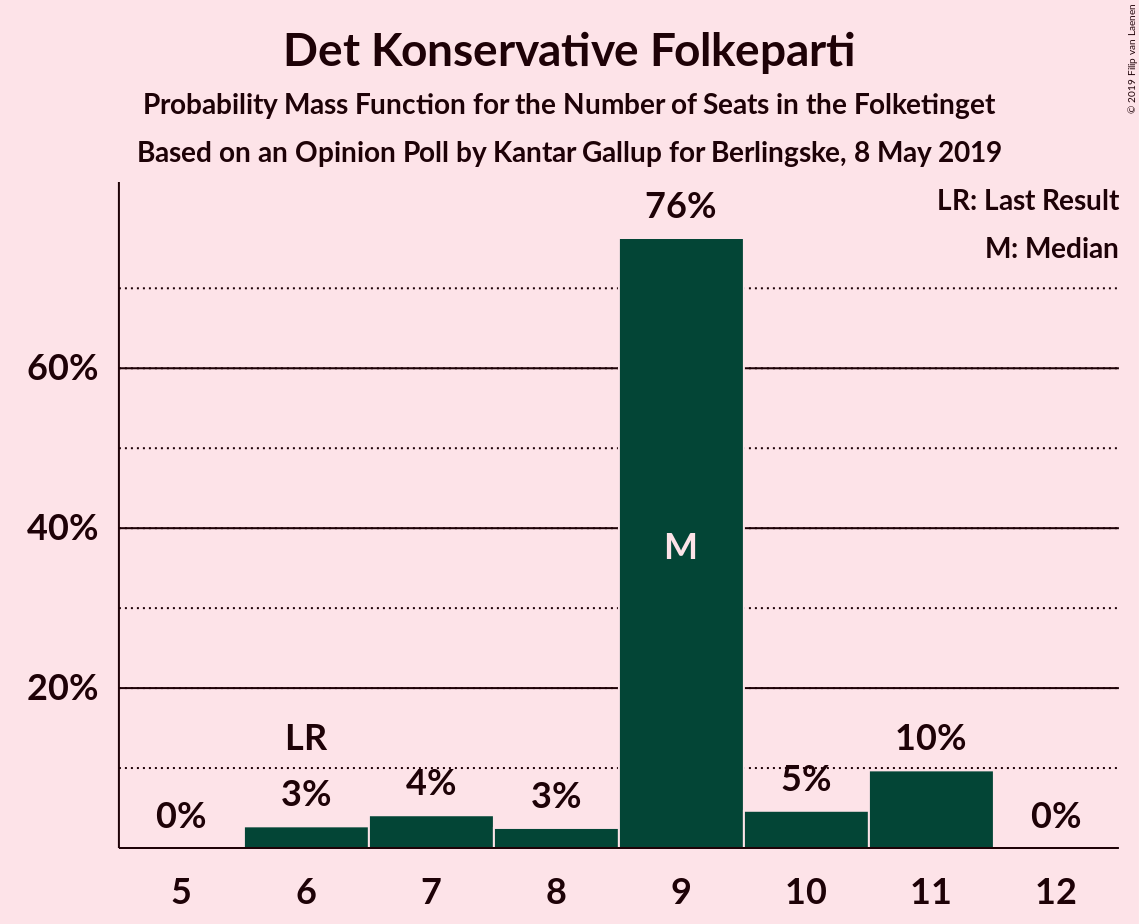 Det Konservative Folkeparti
Probability Mass Function for the Number of Seats in the Folketinget
Based on an Opinion Poll by Kantar Gallup for Berlingske, 8 May 2019
© 2019 Filip van Laenen
LR: Last Result
M: Median
76%
60%
40%
M
20%
LR
10%
0%
3%
4%
3%
5%
0%
5 6 7 8 9 10 11 12